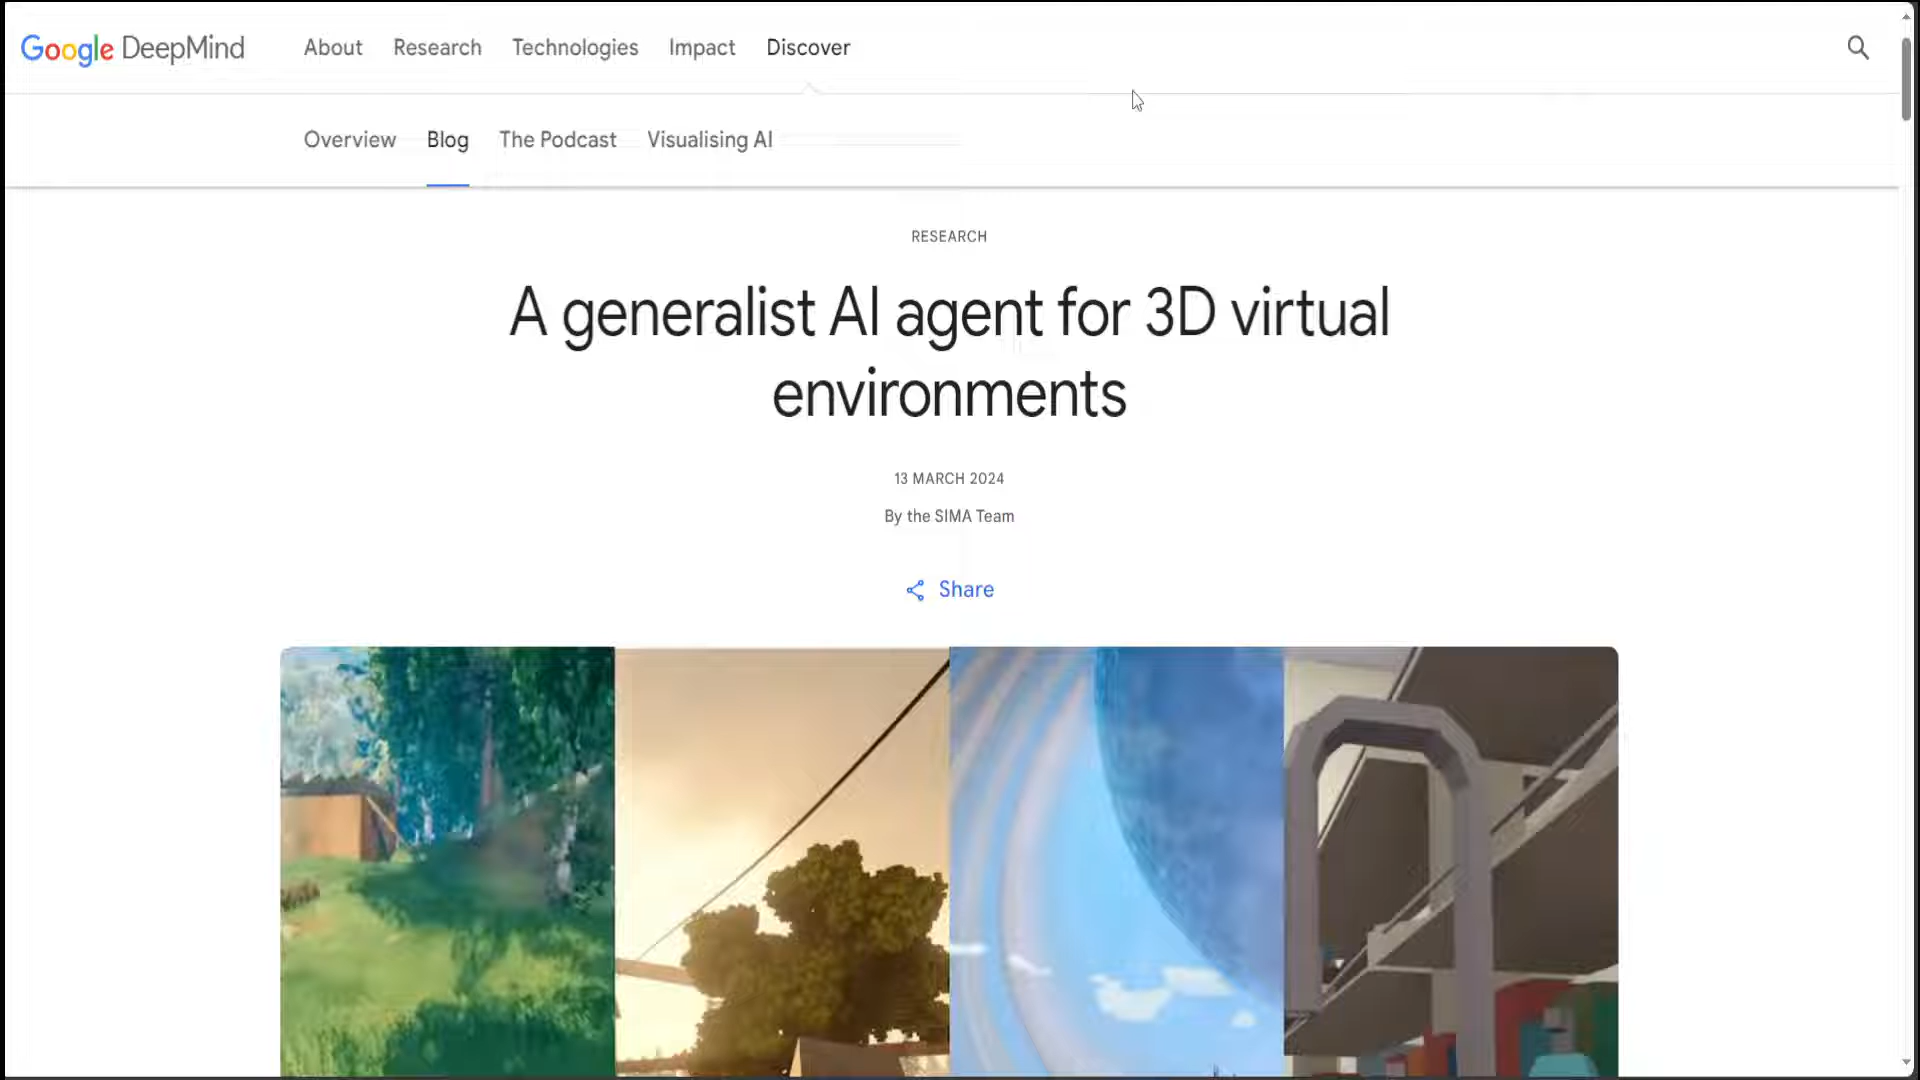 Google DeepMind About Research Technologies Impact Discover
Overview Blog The Podcast Visualising AI
RESEARCH
A generalist AI agent for 3D virtual
environments
13 MARCH 2024
By the SIMA Team
Share